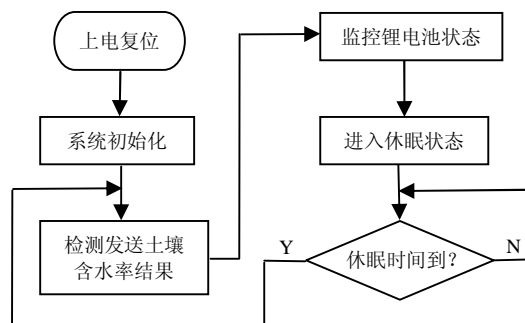 上电复位
系统初始化
检测发送土壤
含水率结果
监控锂电池状态
进入休眠状态
休眠时间到?
Y
N